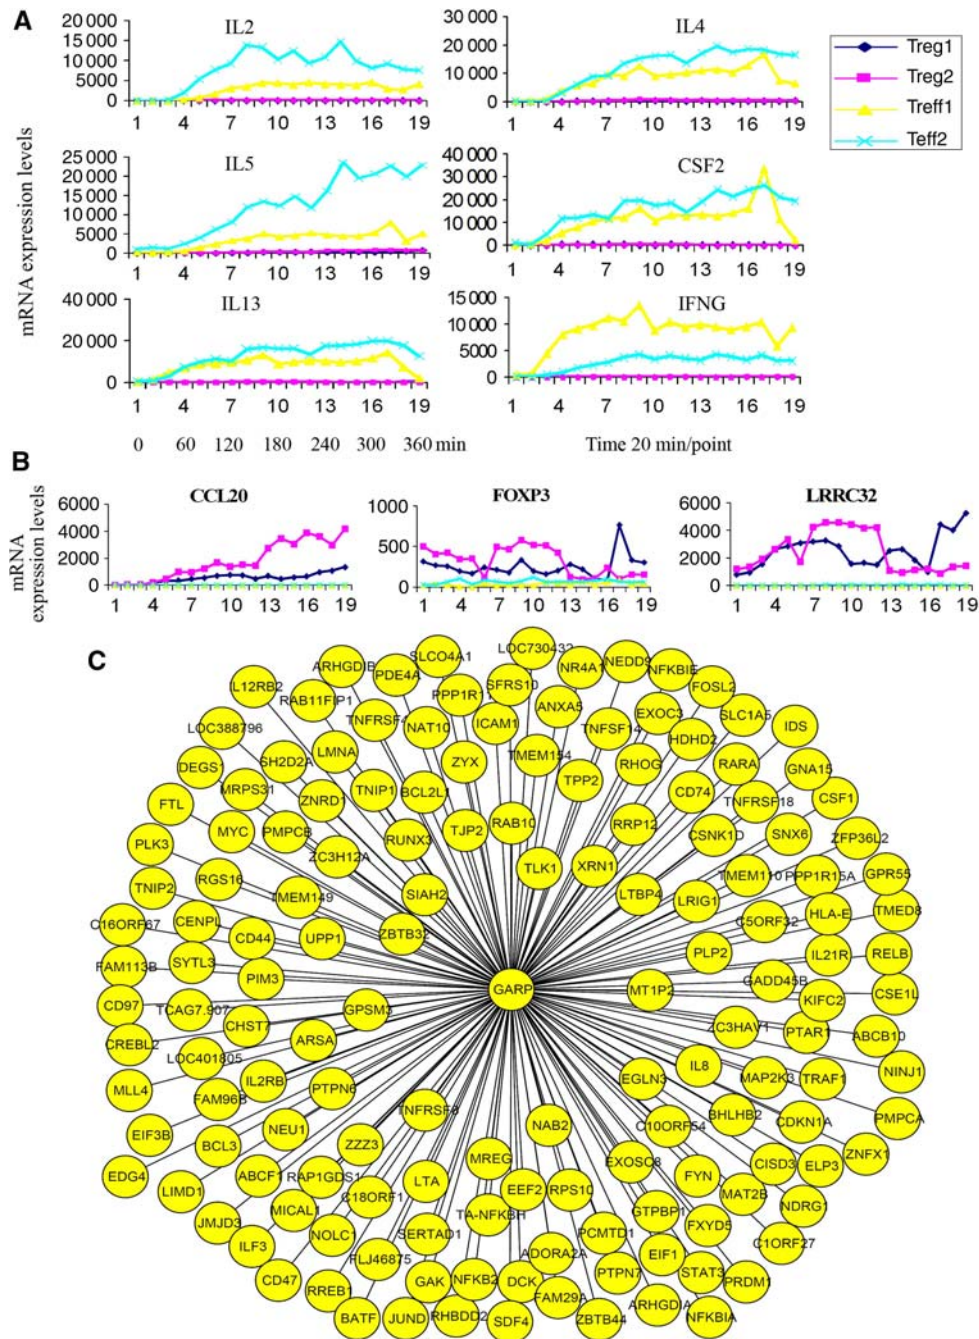 A
IL2
20 000
15 000
10 000
5000
0
1 4 7 10 13 16 19
IL4
30 000
20 000
10 000
0
1 4 7 10 13 16 19
Treg1
Treg2
Treff1
Teff2
mRNA expression levels
IL5
25 000
20 000
15 000
10 000
5000
0
1 4 7 10 13 16 19
CSF2
40 000
30 000
20 000
10 000
0
1 4 7 10 13 16 19
IL13
40 000
20 000
0
1 4 7 10 13 16 19
IFNG
15 000
10 000
5000
0
1 4 7 10 13 16 19
0 60 120 180 240 300 360 min
Time 20 min/point
B
mRNA
expression levels
CCL20
6000
4000
2000
0
1 4 7 10 13 16 19
FOXP3
1000
500
0
1 4 7 10 13 16 19
LRRC32
6000
4000
2000
0
1 4 7 10 13 16 19
C
LOC730432
SLCO4A1
ARHGDIB
PDE4A
NR4A1
NEDD9
NFKBIE
IL12RB2
RAB11FIP1
PPP1R11
SFRS10
ANXA5
FOSL2
TNFRSF4
NAT10
ICAM1
TNFSF14
EXOC3
SLC1A5
LOC388796
HDHD2
IDS
DEGS1
SH2D2A
LMNA
ZYX
TMEM154
TPP2
RHOG
RARA
GNA15
MRPS31
ZNRD1
TNIP1
BCL2L1
CD74
TNFRSF18
CSF1
FTL
MYC
PMPCB
RUNX3
TJP2
RAB10
RRP12
CSNK1D
SNX6
ZFP36L2
PLK3
ZC3H12A
TLK1
XRN1
TNIP2
RGS16
TMEM149
SIAH2
LTBP4
LRIG1
TMEM110
PPP1R15A
GPR55
C16ORF67
CENPL
CD44
UPP1
ZBTB32
C5ORF32
HLA-E
TMED8
FAM113B
SYTL3
PIM3
PLP2
IL21R
RELB
GARP
MT1P2
GADD45B
CSE1L
CD97
TCAG7.907
CHST7
GPSM3
KIFC2
CREBL2
LOC401805
ARSA
ZC3HAV1
PTAR1
ABCB10
MLL4
FAM96B
IL2RB
PTPN6
EGLN3
IL8
MAP2K3
TRAF1
NINJ1
EIF3B
BCL3
NEU1
TNFRSF8
NAB2
C10ORF54
BHLHB2
CDKN1A
PMPCA
ZZZ3
EDG4
LIMD1
ABCF1
RAP1GDS1
MREG
EXOSC8
FYN
CISD3
ELP3
ZNFX1
C18ORF1
LTA
EEF2
RPS10
MAT2B
NDRG1
JMJD3
MICAL1
TA-NFKBH
GTPBP1
FXYD5
ILF3
NOLC1
SERTAD1
PCMTD1
C1ORF27
FLJ46875
ADORA2A
EIF1
CD47
RREB1
GAK
NFKB2
DCK
PTPN7
STAT3
PRDM1
BATF
JUND
RHBDD2
SDF4
FAM29A
ZBTB44
ARHGDIA
NFKBIA